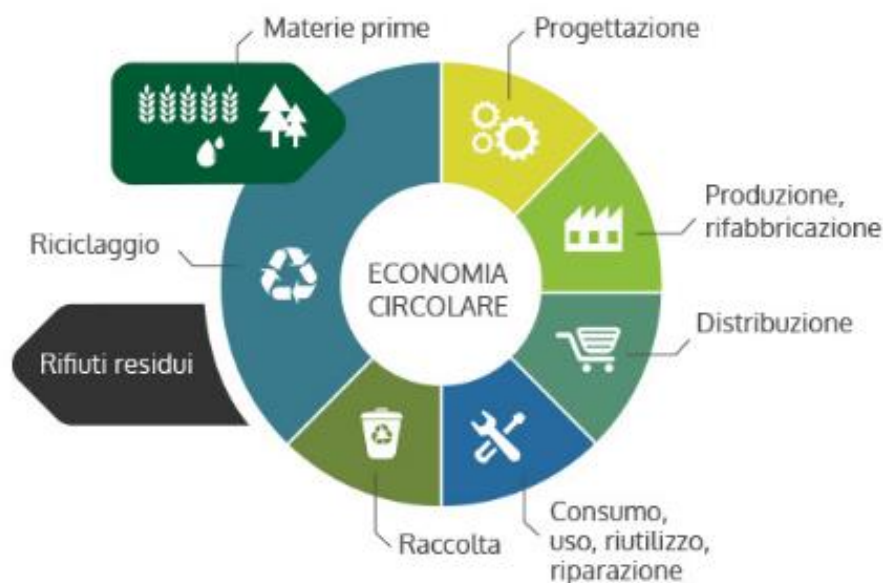 Materie prime
Progettazione
Produzione,
rifabbricazione
Riciclaggio
ECONOMIA
CIRCOLARE
Distribuzione
Rifiuti residui
Raccolta
Consumo,
uso, riutilizzo,
riparazione